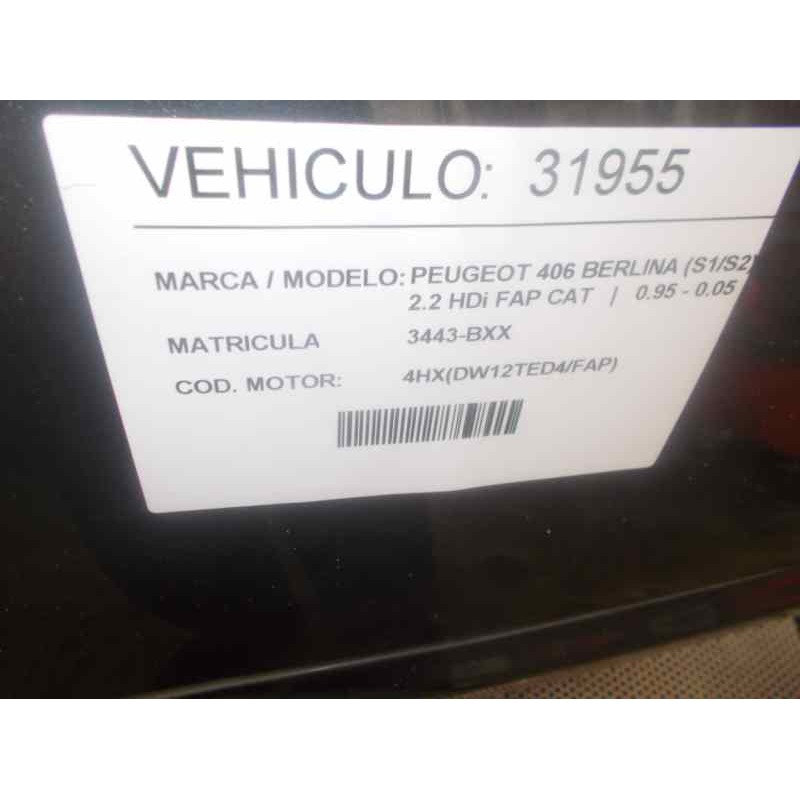 VEHICULO: 31955
MARCA / MODELO: PEUGEOT 406 BERLINA (S1/S2)
2.2 HDi FAP CAT | 0.95 - 0.05
MATRICULA 3443-BXX
COD. MOTOR: 4HX(DW12TED4/FAP)